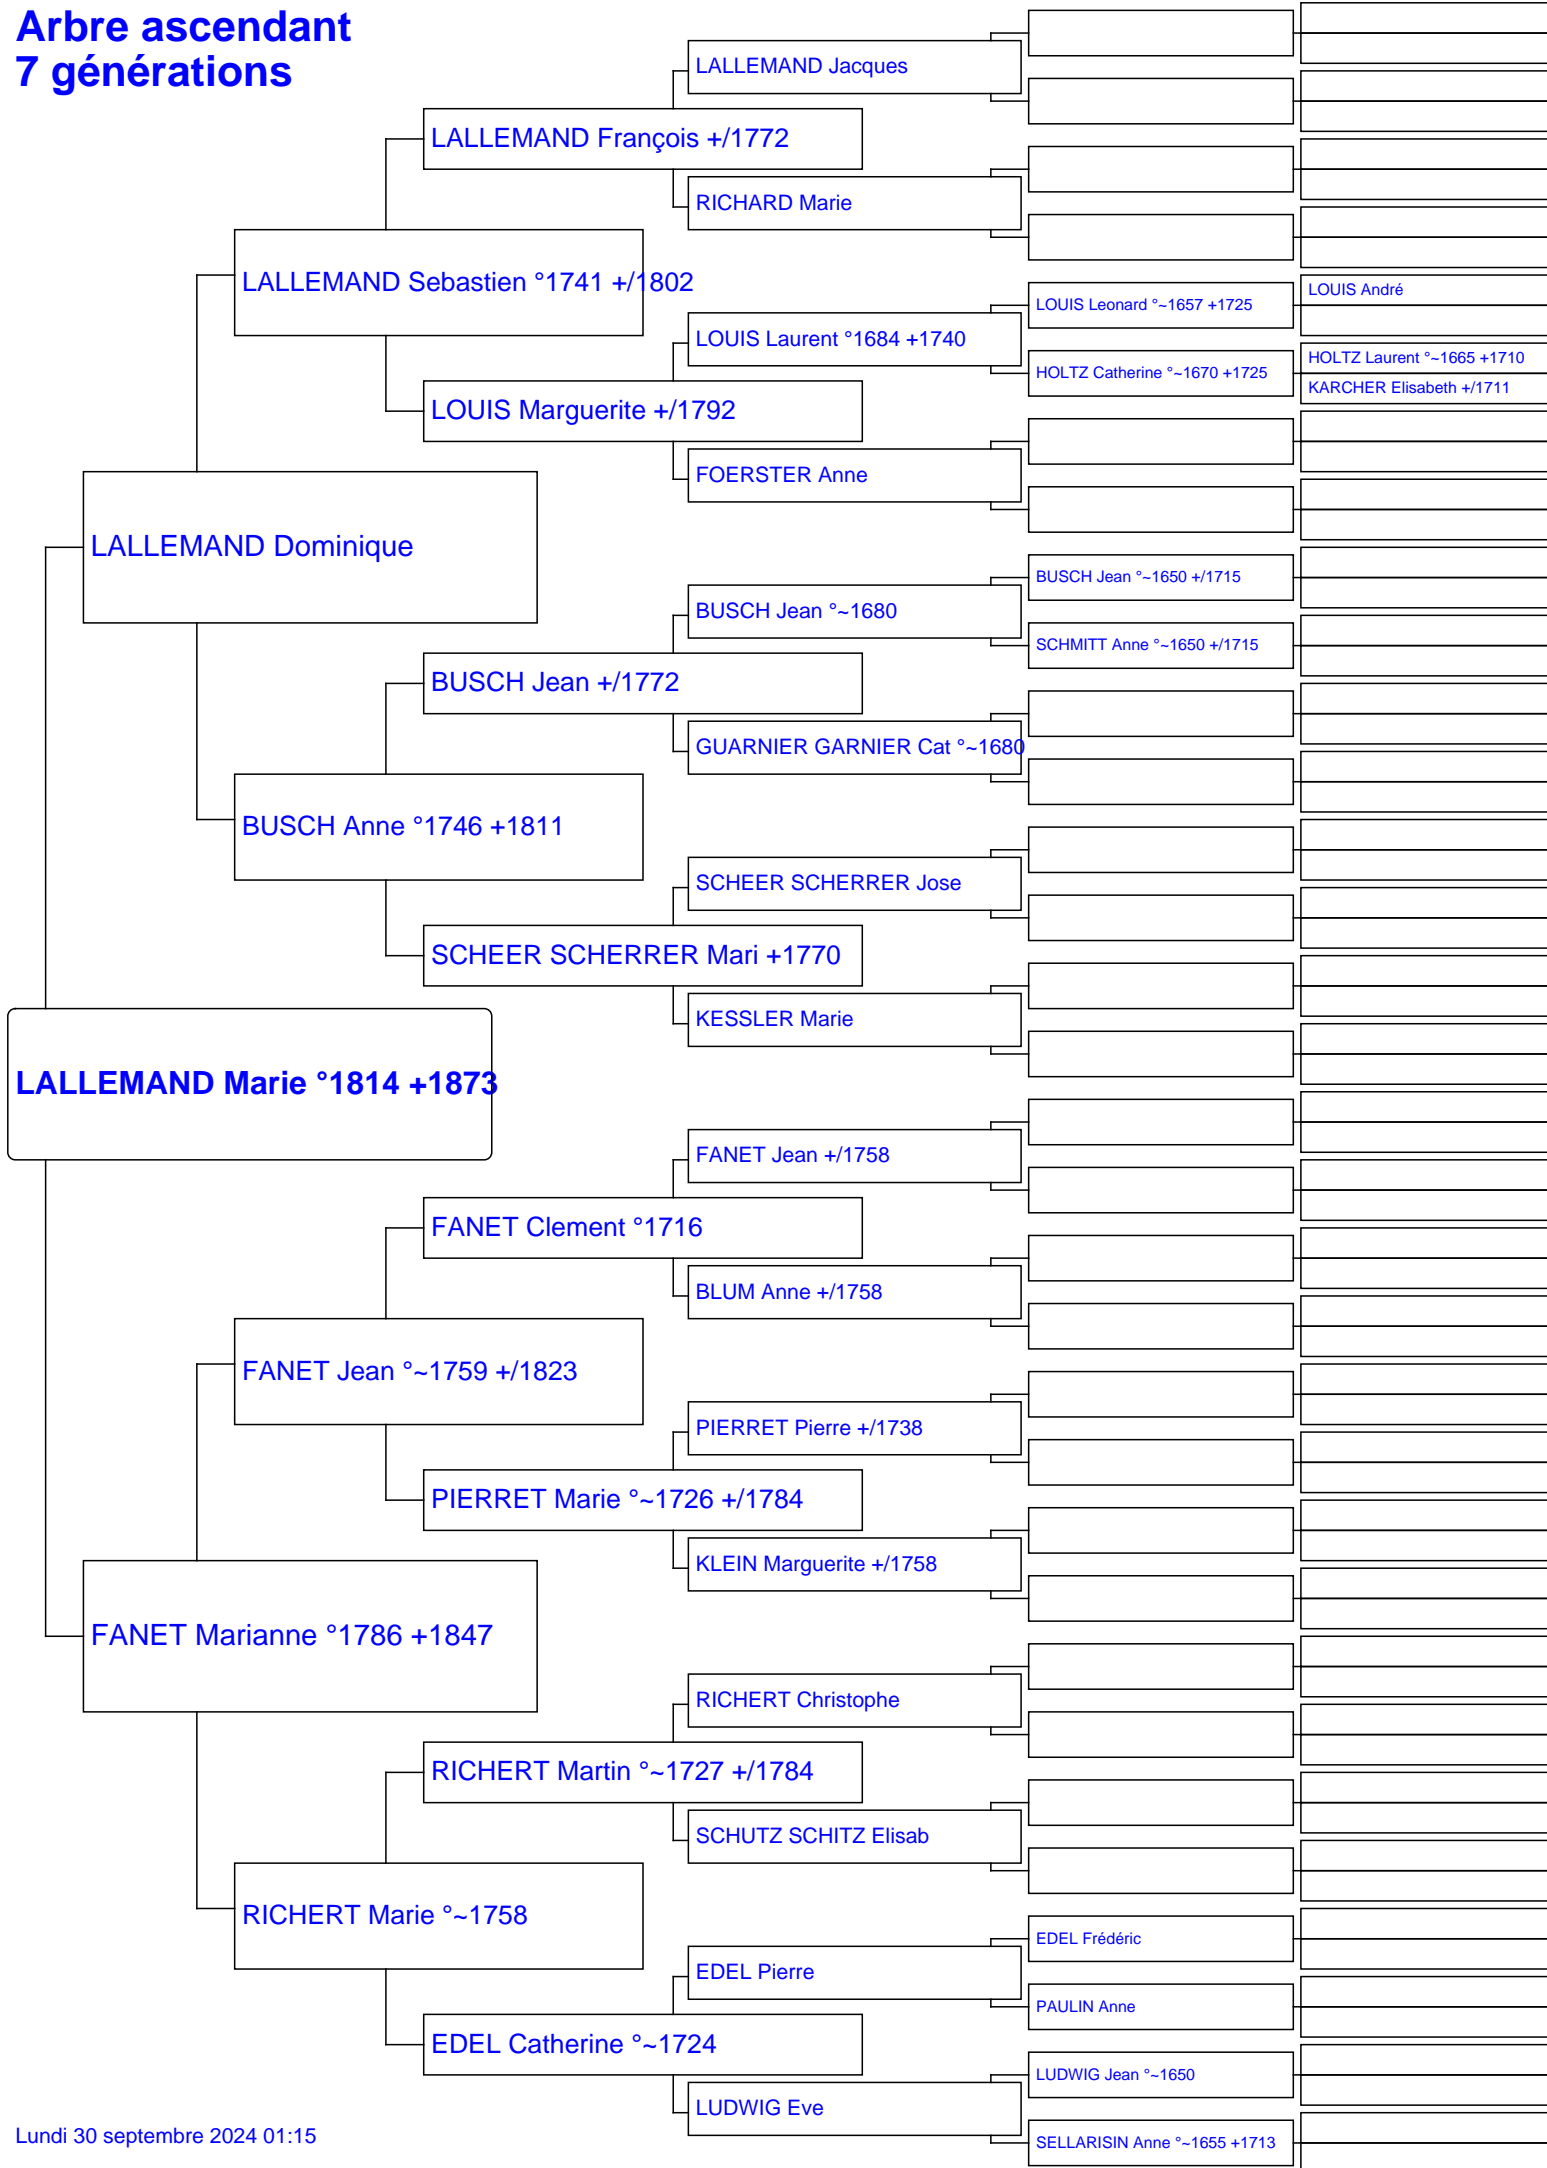 Arbre ascendant
7 générations
LALLEMAND Jacques
LALLEMAND François +/1772
RICHARD Marie
LALLEMAND Sebastien °1741 +/1802
LOUIS André
LOUIS Leonard °~1657 +1725
LOUIS Laurent °1684 +1740
HOLTZ Laurent °~1665 +1710
HOLTZ Catherine °~1670 +1725
KARCHER Elisabeth +/1711
LOUIS Marguerite +/1792
FOERSTER Anne
LALLEMAND Dominique
BUSCH Jean °~1650 +/1715
BUSCH Jean °~1680
SCHMITT Anne °~1650 +/1715
BUSCH Jean +/1772
GUARNIER GARNIER Cat °~1680
BUSCH Anne °1746 +1811
SCHEER SCHERRER Jose
SCHEER SCHERRER Mari +1770
KESSLER Marie
LALLEMAND Marie °1814 +1873
FANET Jean +/1758
FANET Clement °1716
BLUM Anne +/1758
FANET Jean °~1759 +/1823
PIERRET Pierre +/1738
PIERRET Marie °~1726 +/1784
KLEIN Marguerite +/1758
FANET Marianne °1786 +1847
RICHERT Christophe
RICHERT Martin °~1727 +/1784
SCHUTZ SCHITZ Elisab
RICHERT Marie °~1758
EDEL Frédéric
EDEL Pierre
PAULIN Anne
EDEL Catherine °~1724
LUDWIG Jean °~1650
LUDWIG Eve
SELLARISIN Anne °~1655 +1713
Lundi 30 septembre 2024 01:15